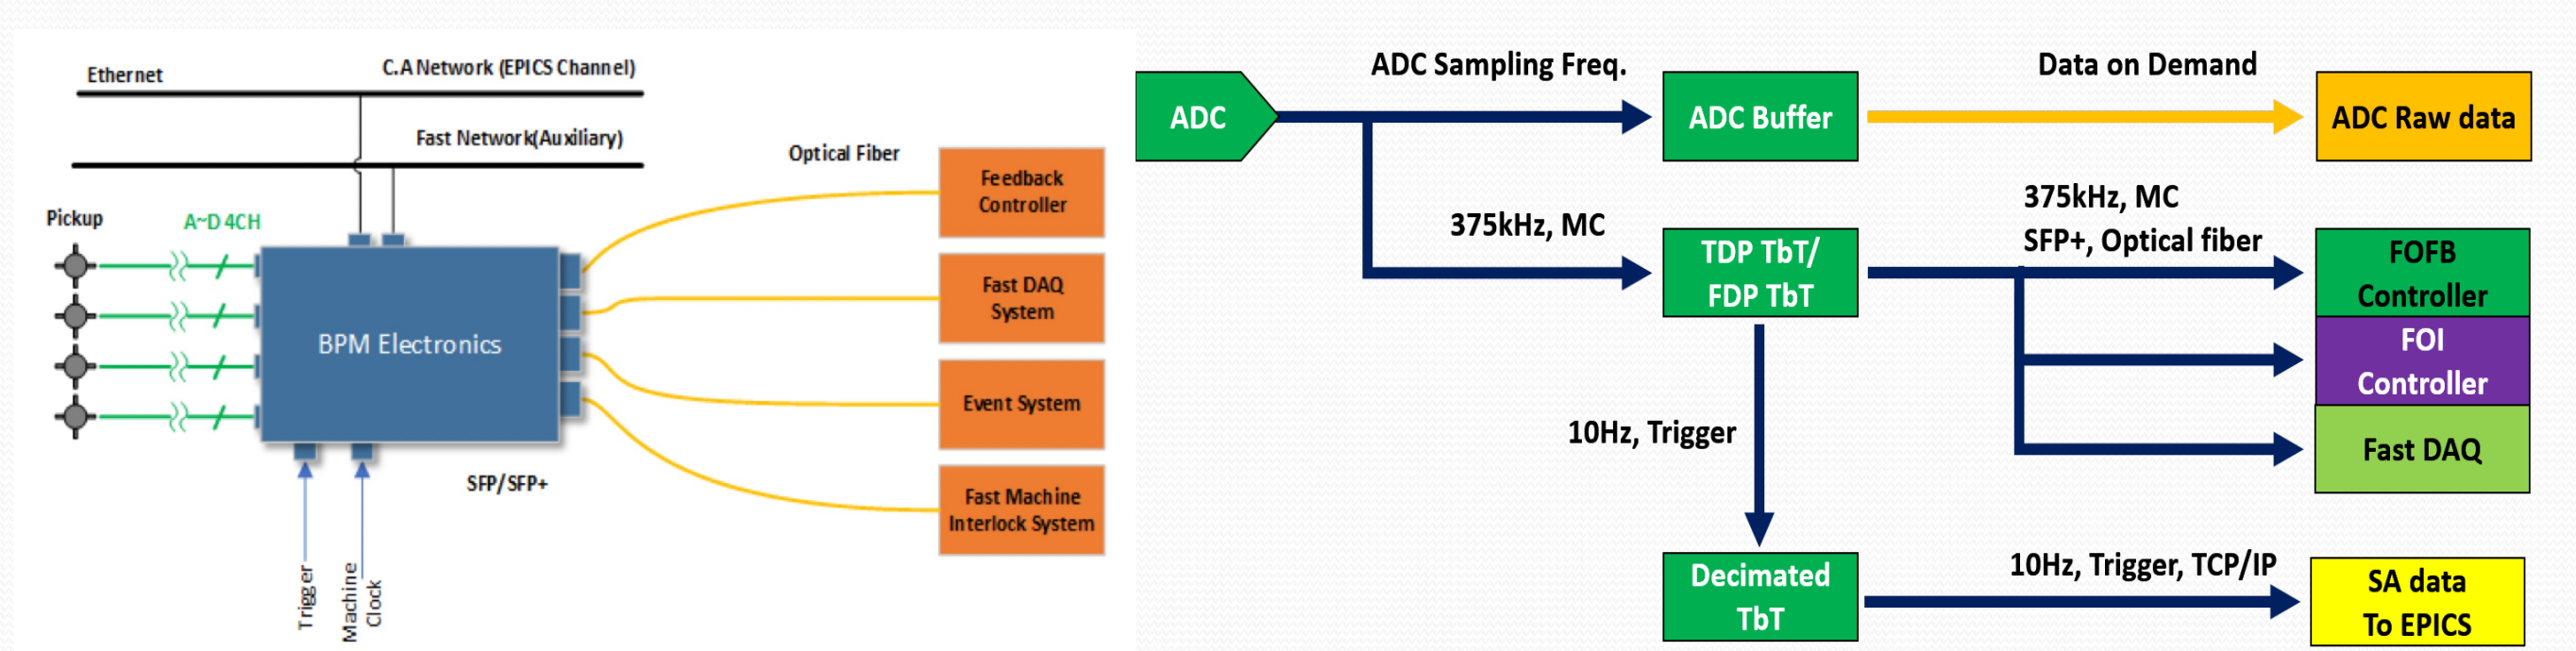 Ethernet
C.A Network (EPICS Channel)
Fast Network(Auxiliary)
Pickup
A~D 4CH
BPM Electronics
Optical Fiber
Feedback
Controller
Fast DAQ
System
Event System
Fast Machine
Interlock System
SFP/SFP+
Trigger
Machine
Clock
ADC
ADC Sampling Freq.
ADC Buffer
Data on Demand
ADC Raw data
375kHz, MC
TDP TbT/
FDP TbT
375kHz, MC
SFP+, Optical fiber
FOFB
Controller
FOI
Controller
Fast DAQ
10Hz, Trigger
Decimated
TbT
10Hz, Trigger, TCP/IP
SA data
To EPICS